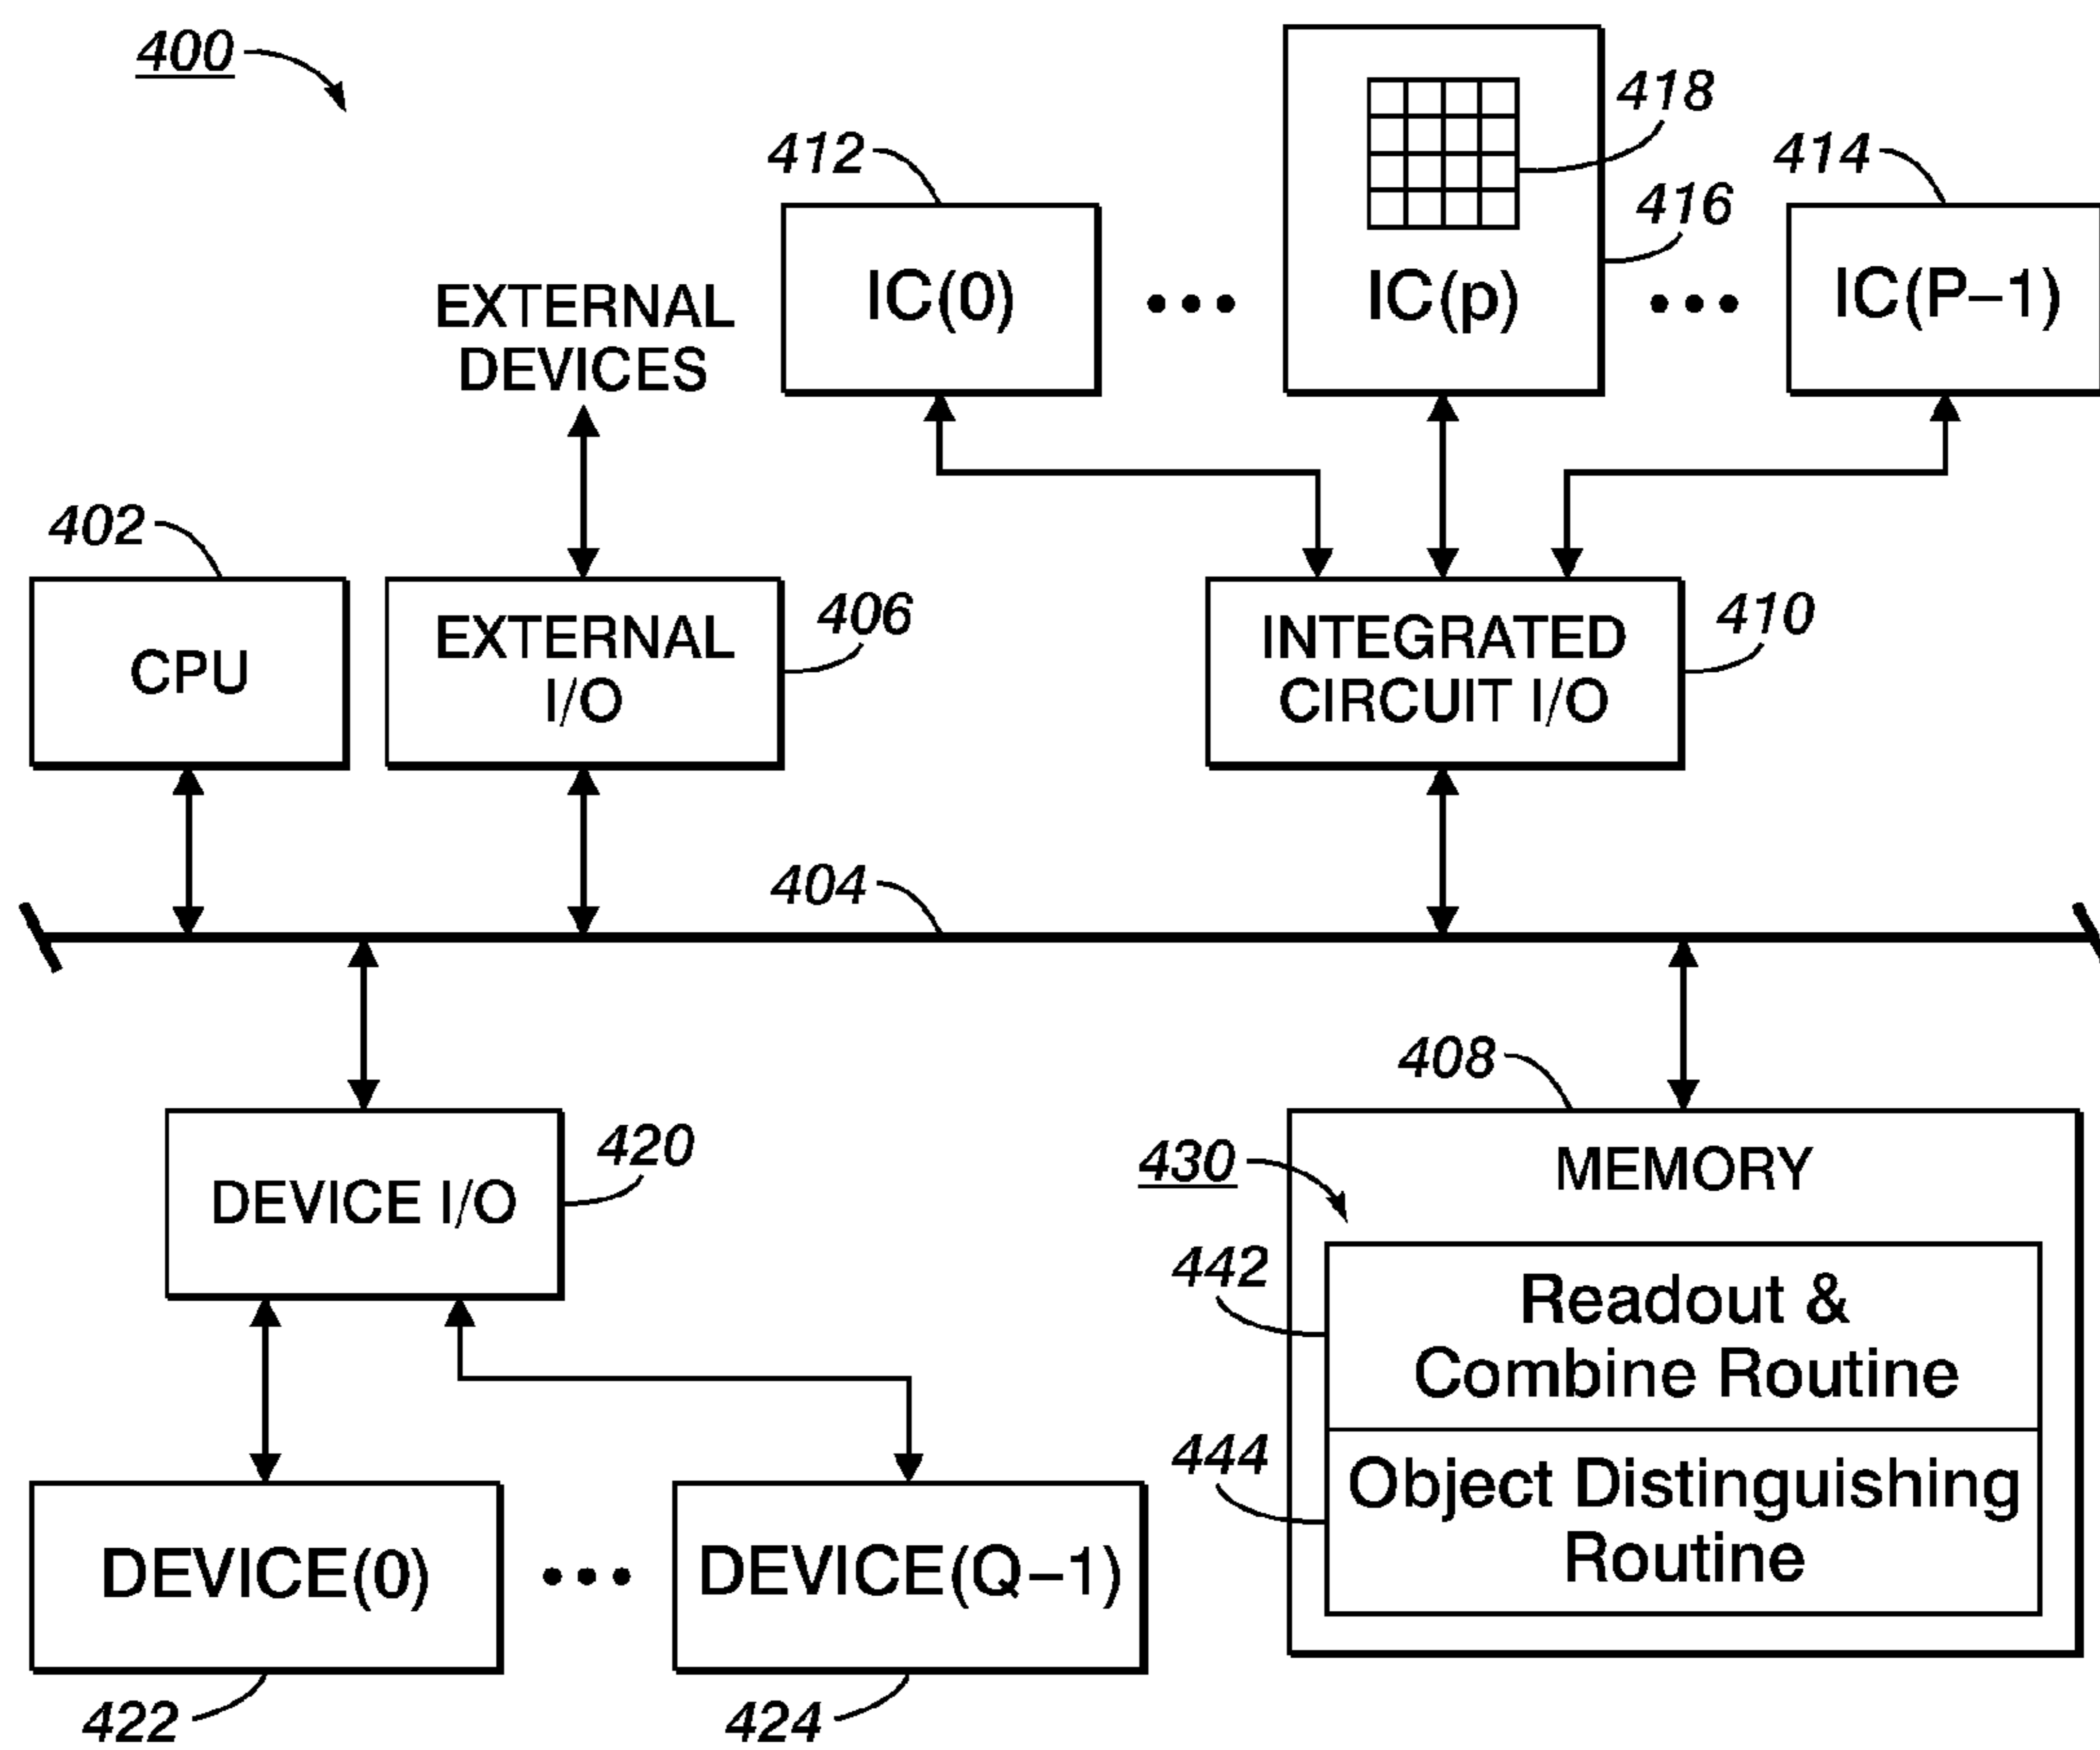 400
418
412
414
416
IC(0)
•••
IC(p)
•••
IC(P–1)
EXTERNAL
DEVICES
402
406
410
CPU
EXTERNAL
I/O
INTEGRATED
CIRCUIT I/O
404
408
420
430
MEMORY
DEVICE I/O
442
Readout &
Combine Routine
444
Object Distinguishing
Routine
DEVICE(0)
•••
DEVICE(Q–1)
422
424